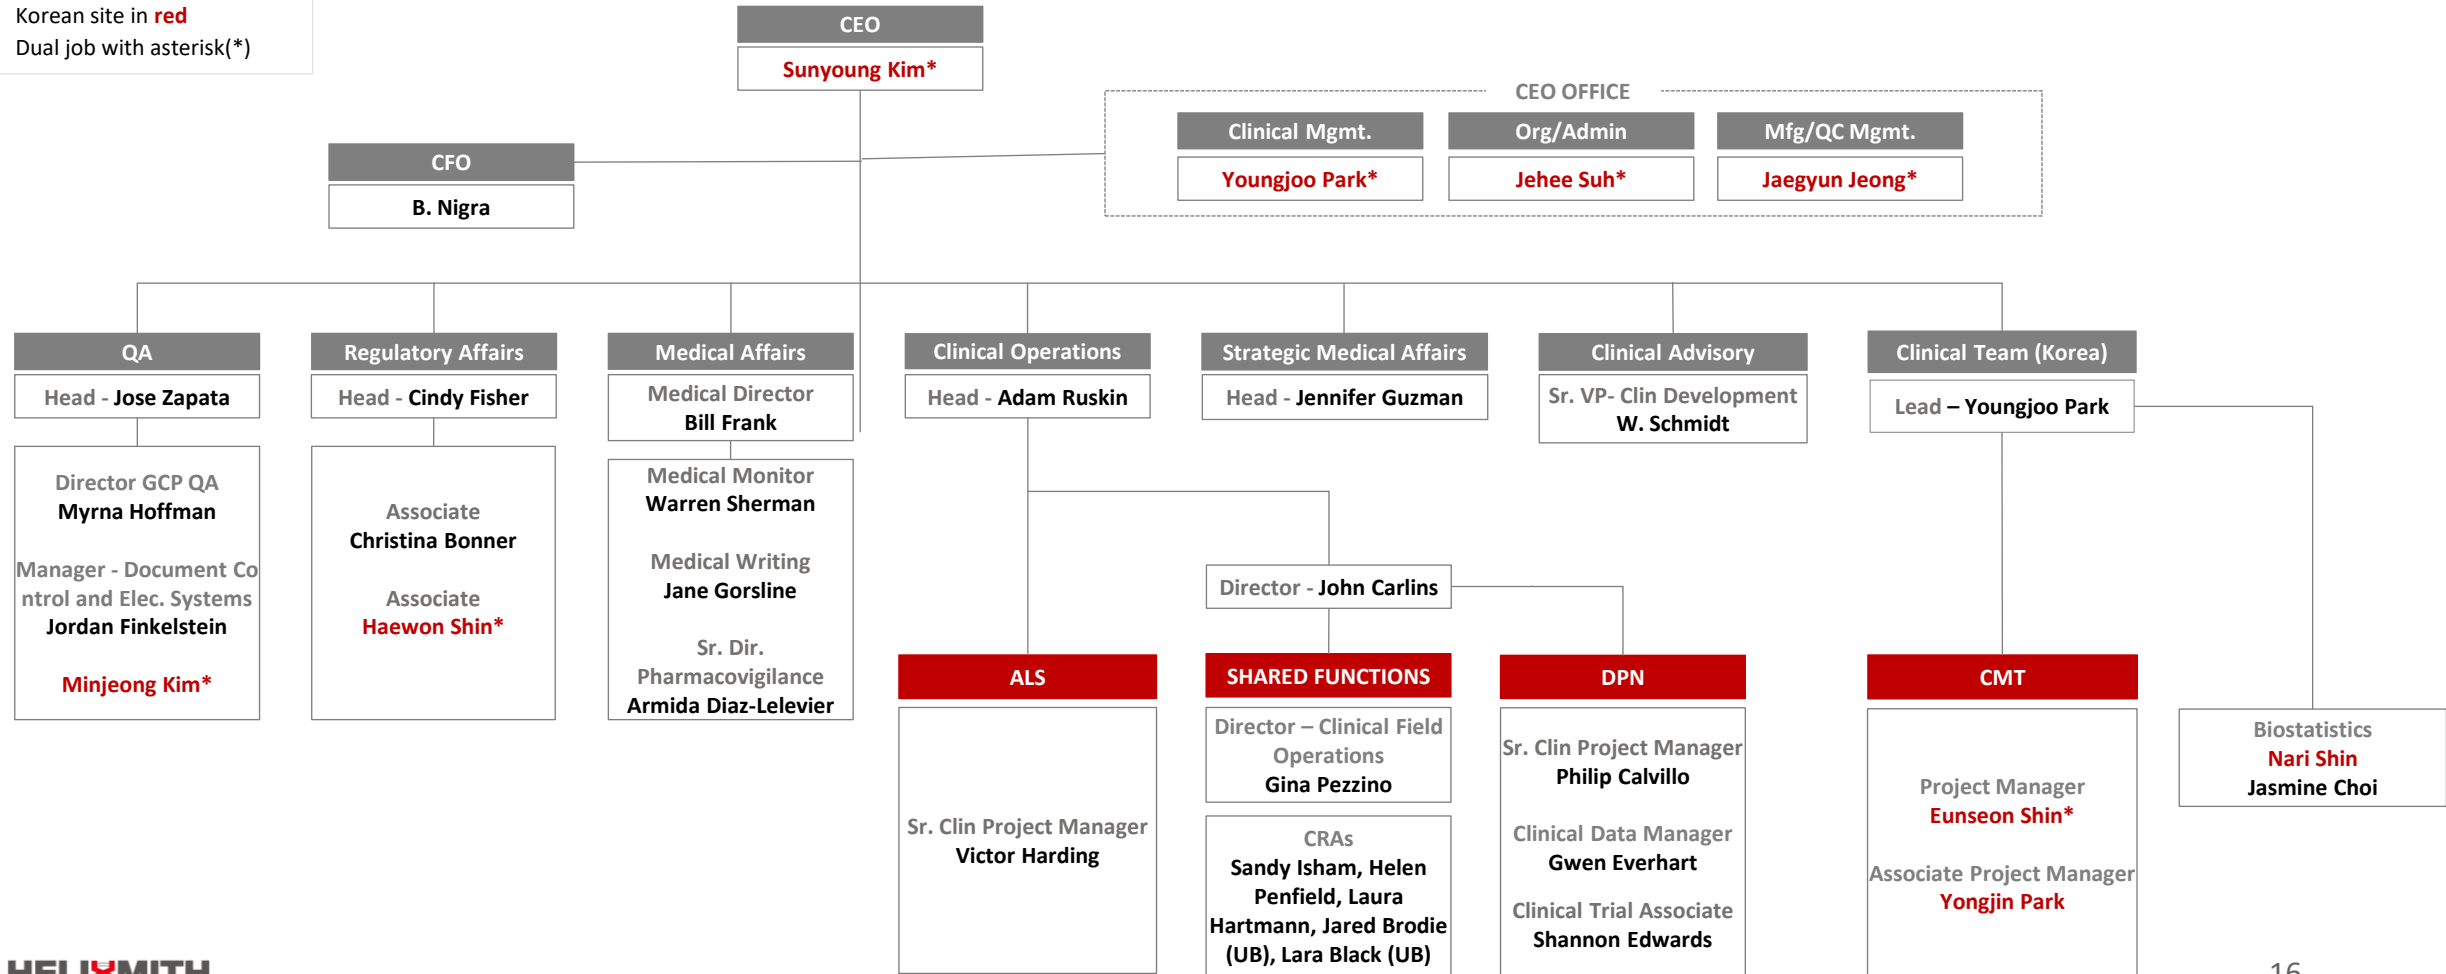 Korean site in red
Dual job with asterisk(*)
CEO
Sunyoung Kim*
CEO OFFICE
Clinical Mgmt.
Youngjoo Park*
Org/Admin
Jehee Suh*
Mfg/QC Mgmt.
Jaegyun Jeong*
CFO
B. Nigra
QA
Head - Jose Zapata
Director GCP QA
Myrna Hoffman
Manager - Document Co
ntrol and Elec. Systems
Jordan Finkelstein
Minjeong Kim*
Regulatory Affairs
Head - Cindy Fisher
Associate
Christina Bonner
Associate
Haewon Shin*
Medical Affairs
Medical Director
Bill Frank
Medical Monitor
Warren Sherman
Medical Writing
Jane Gorsline
Sr. Dir.
Pharmacovigilance
Armida Diaz-Lelevier
Clinical Operations
Head - Adam Ruskin
Director - John Carlins
ALS
Sr. Clin Project Manager
Victor Harding
SHARED FUNCTIONS
Director – Clinical Field
Operations
Gina Pezzino
CRAs
Sandy Isham, Helen
Penfield, Laura
Hartmann, Jared Brodie
(UB), Lara Black (UB)
DPN
Sr. Clin Project Manager
Philip Calvillo
Clinical Data Manager
Gwen Everhart
Clinical Trial Associate
Shannon Edwards
Strategic Medical Affairs
Head - Jennifer Guzman
Clinical Advisory
Sr. VP- Clin Development
W. Schmidt
Clinical Team (Korea)
Lead – Youngjoo Park
CMT
Project Manager
Eunseon Shin*
Associate Project Manager
Yongjin Park
Biostatistics
Nari Shin
Jasmine Choi
HELIXMITH
16